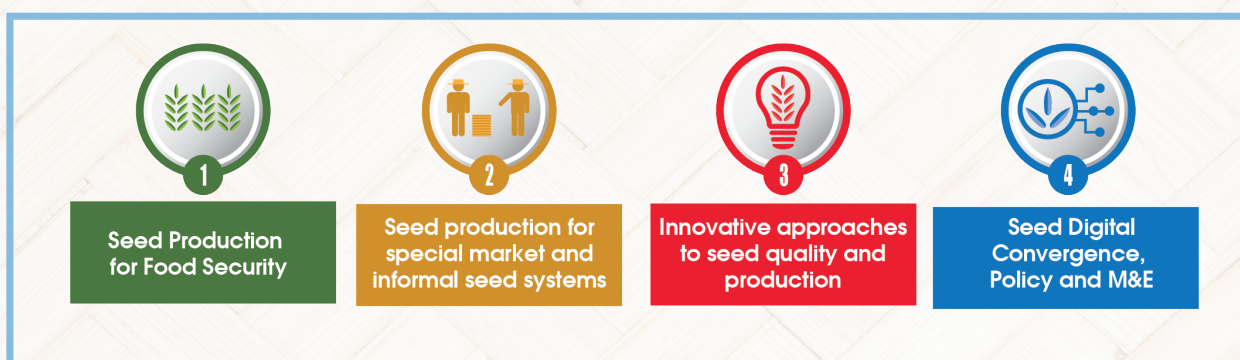 1
Seed Production
for Food Security
2
Seed production for
special market and
informal seed systems
3
Innovative approaches
to seed quality and
production
4
Seed Digital
Convergence,
Policy and M&E